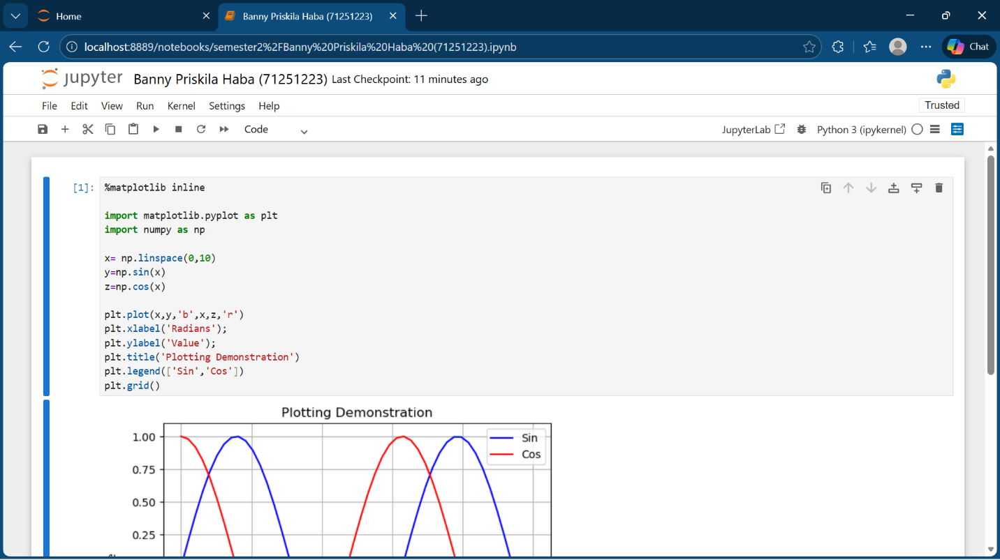 Home
Banny Priskila Haba (71251223)
localhost:8889/notebooks/semester2%2FBanny%20Priskila%20Haba%20(71251223).ipynb
Chat
jupyter Banny Priskila Haba (71251223) Last Checkpoint: 11 minutes ago
File Edit View Run Kernel Settings Help
Trusted
Code
JupyterLab Python 3 (ipykernel)
[1]: %matplotlib inline
import matplotlib.pyplot as plt
import numpy as np
x= np.linspace(0,10)
y=np.sin(x)
z=np.cos(x)
plt.plot(x,y,'b',x,z,'r')
plt.xlabel('Radians');
plt.ylabel('Value');
plt.title('Plotting Demonstration')
plt.legend(['Sin','Cos'])
plt.grid()
Plotting Demonstration
1.00
0.75
0.50
0.25
Sin
Cos